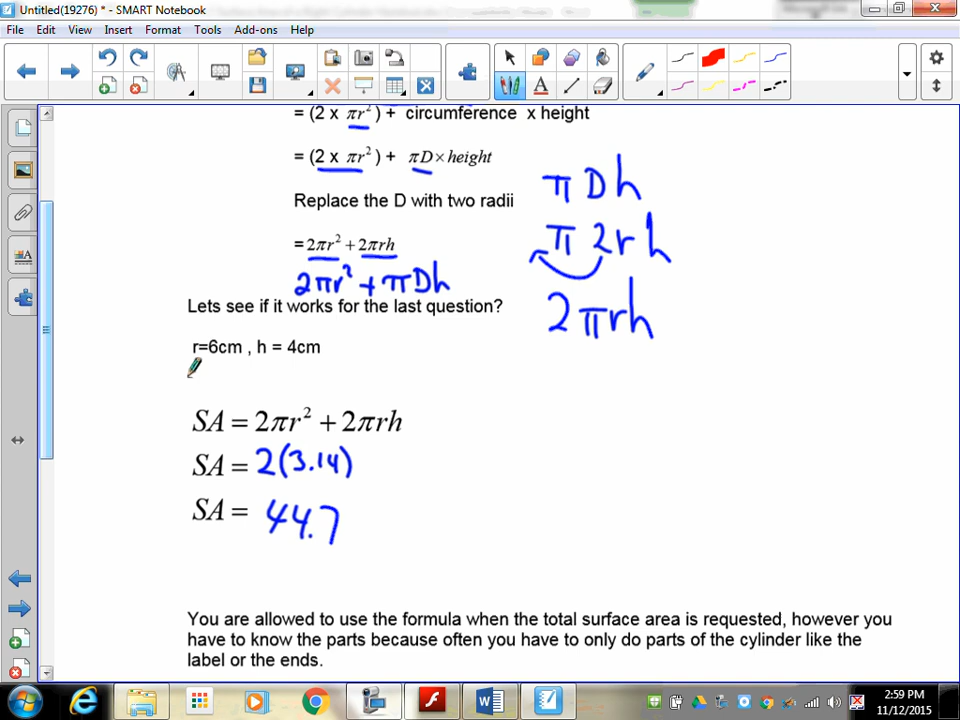 Untitled(19276) * - SMART Notebook
File Edit View Insert Format Tools Add-ons Help
= (2 x πr²) + circumference x height
= (2 x πr²) + πD×height
πDh
Replace the D with two radii
π2rh
= 2πr² + 2πrh
2πr² + πDh
Lets see if it works for the last question?
2πrh
r=6cm , h = 4cm
SA = 2πr² + 2πrh
SA = 2(3.14)
SA = 44.7
You are allowed to use the formula when the total surface area is requested, however you
have to know the parts because often you have to only do parts of the cylinder like the
label or the ends.
2:59 PM
11/12/2015